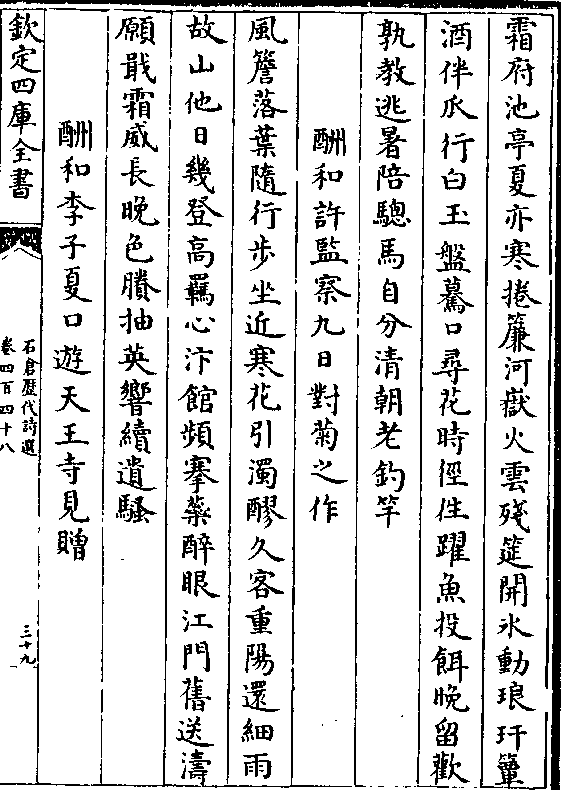 霜府池亭夏亦寒捲簾河嶽火雲殘筵開氷動琅玕簟
酒伴氷行白玉盤驀口尋花時徑徃躍魚投餌晚留歡
孰教逃暑陪驄馬自分清朝老釣竿
酬和許監察九日對菊之作
風簷落葉隨行步坐近寒花引濁醪久客重陽還細雨
故山他日幾登高羈心汴館頻搴藥醉眼江門舊送濤
願戢霜威長晚色賸抽英響續遺騷
酬和李子夏口遊天王寺見贈
欽定四庫全書
石倉歷代詩選
卷四百四十八
三十九